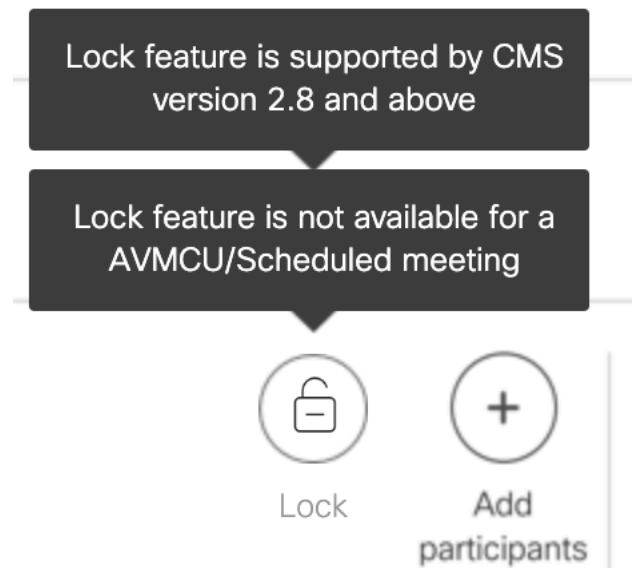 Lock feature is supported by CMS
version 2.8 and above
Lock feature is not available for a
AVMCU/Scheduled meeting
Lock
Add
participants